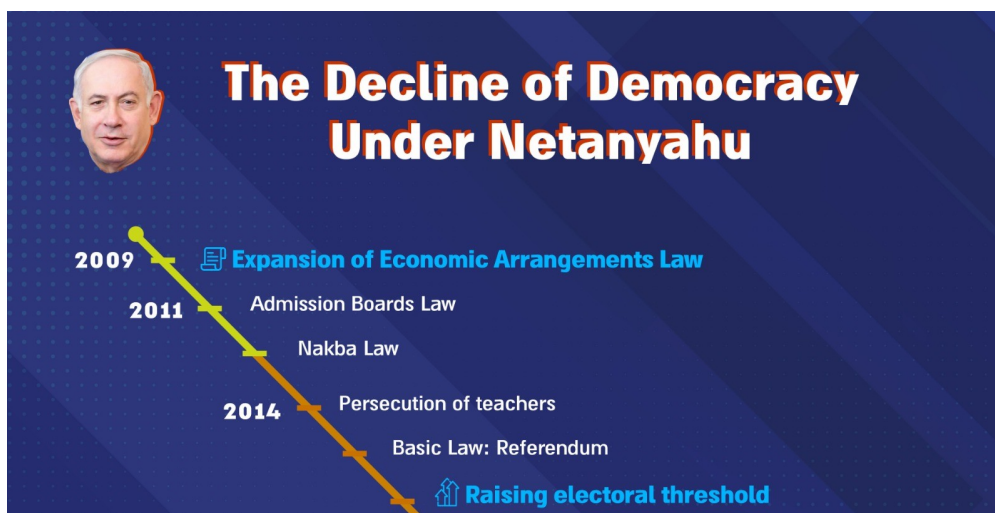 The Decline of Democracy
Under Netanyahu
2009
Expansion of Economic Arrangements Law
2011
Admission Boards Law
Nakba Law
2014
Persecution of teachers
Basic Law: Referendum
Raising electoral threshold